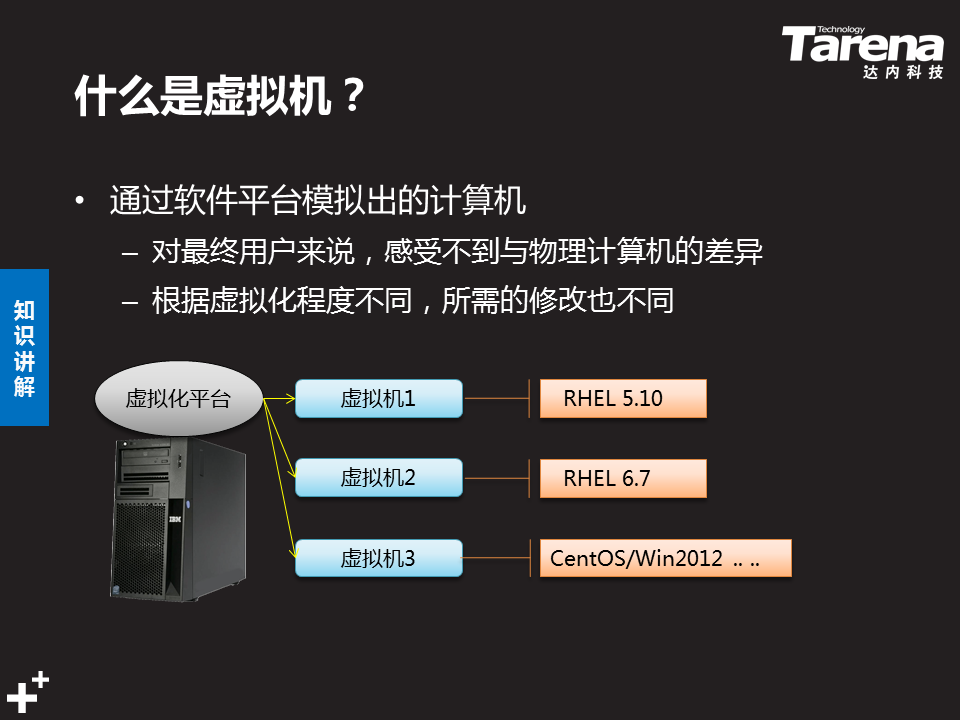 Technology
Tarena
达内科技
什么是虚拟机？
• 通过软件平台模拟出的计算机
– 对最终用户来说，感受不到与物理计算机的差异
– 根据虚拟化程度不同，所需的修改也不同
知识讲解
虚拟化平台
虚拟机1
RHEL 5.10
虚拟机2
RHEL 6.7
IBM
虚拟机3
CentOS/Win2012 .. ..